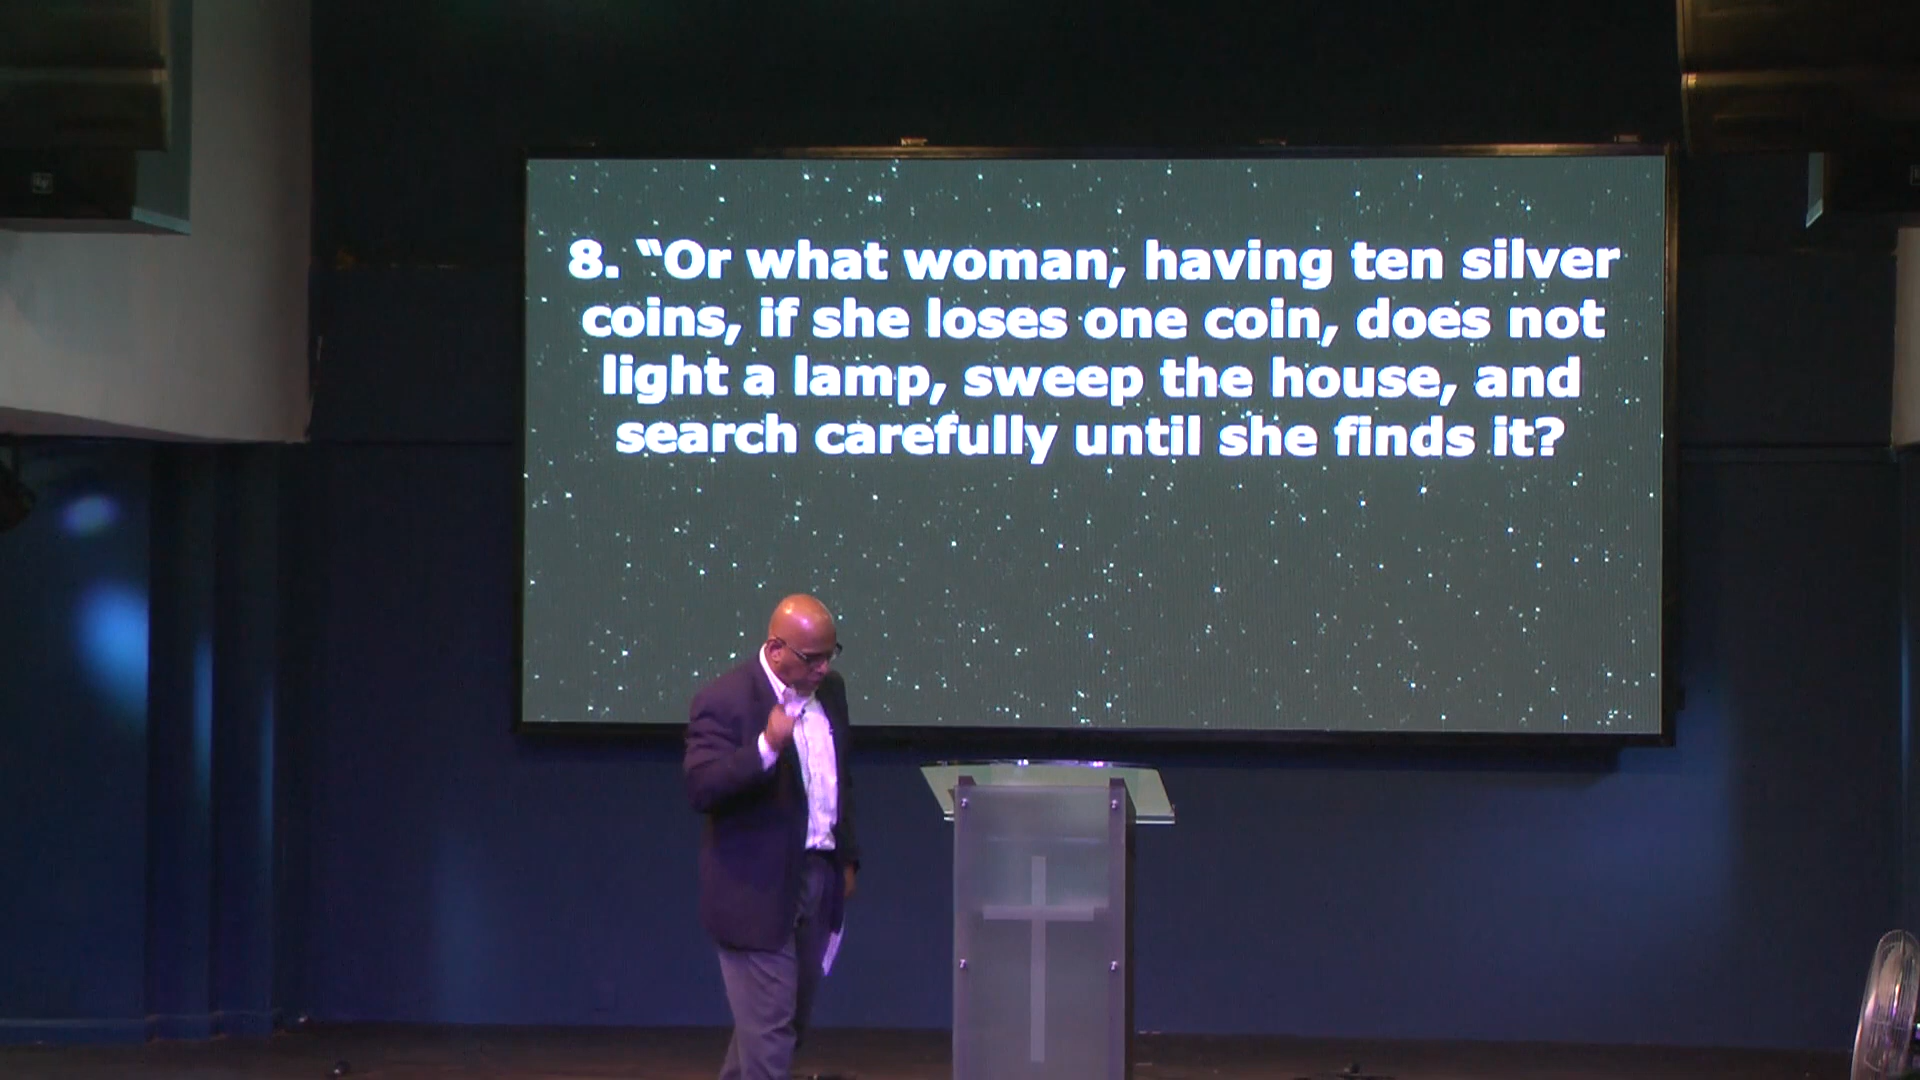 8. “Or what woman, having ten silver
coins, if she loses one coin, does not
light a lamp, sweep the house, and
search carefully until she finds it?